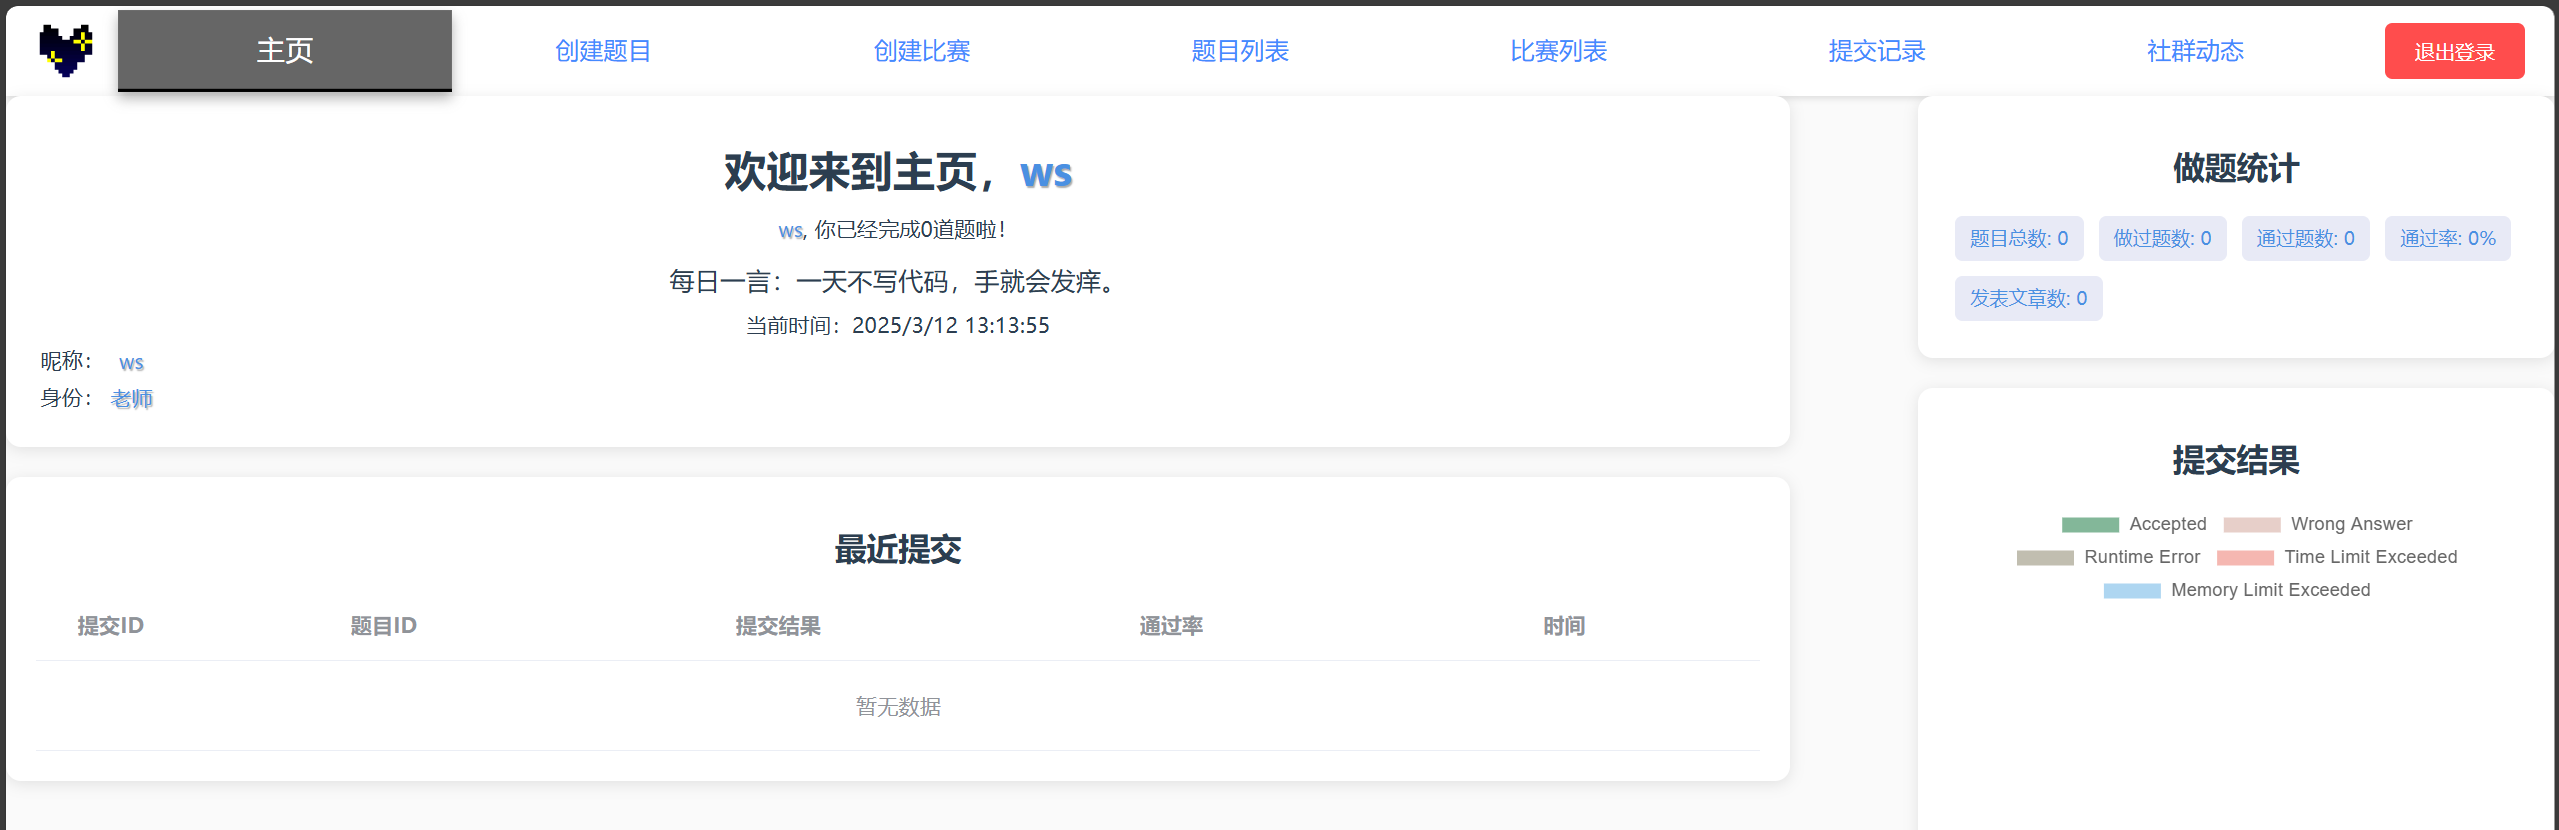 主页 创建题目 创建比赛 题目列表 比赛列表 提交记录 社群动态 退出登录
欢迎来到主页，ws
ws, 你已经完成0道题啦！
每日一言：一天不写代码，手就会发痒。
当前时间：2025/3/12 13:13:55
昵称： ws
身份： 老师
最近提交
提交ID 题目ID 提交结果 通过率 时间
暂无数据
做题统计
题目总数: 0 做过题数: 0 通过题数: 0 通过率: 0%
发表文章数: 0
提交结果
Accepted Wrong Answer
Runtime Error Time Limit Exceeded
Memory Limit Exceeded